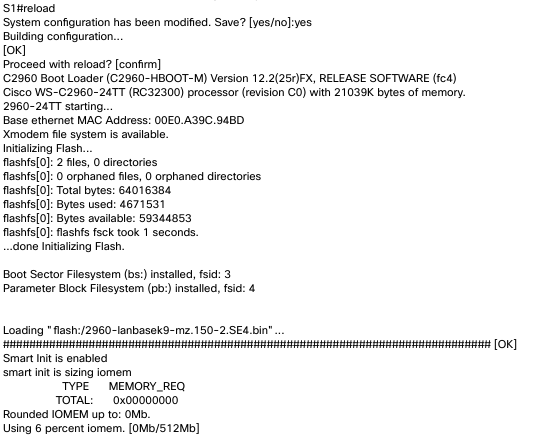 S1#reload
System configuration has been modified. Save? [yes/no]:yes
Building configuration...
[OK]
Proceed with reload? [confirm]
C2960 Boot Loader (C2960-HBOOT-M) Version 12.2(25r)FX, RELEASE SOFTWARE (fc4)
Cisco WS-C2960-24TT (RC32300) processor (revision C0) with 21039K bytes of memory.
2960-24TT starting...
Base ethernet MAC Address: 00E0.A39C.94BD
Xmodem file system is available.
Initializing Flash...
flashfs[0]: 2 files, 0 directories
flashfs[0]: 0 orphaned files, 0 orphaned directories
flashfs[0]: Total bytes: 64016384
flashfs[0]: Bytes used: 4671531
flashfs[0]: Bytes available: 59344853
flashfs[0]: flashfs fsck took 1 seconds.
...done Initializing Flash.
Boot Sector Filesystem (bs:) installed, fsid: 3
Parameter Block Filesystem (pb:) installed, fsid: 4
Loading "flash:/2960-lanbasek9-mz.150-2.SE4.bin"...
########################################################################## [OK]
Smart Init is enabled
smart init is sizing iomem
TYPE MEMORY_REQ
TOTAL: 0x00000000
Rounded IOMEM up to: 0Mb.
Using 6 percent iomem. [0Mb/512Mb]